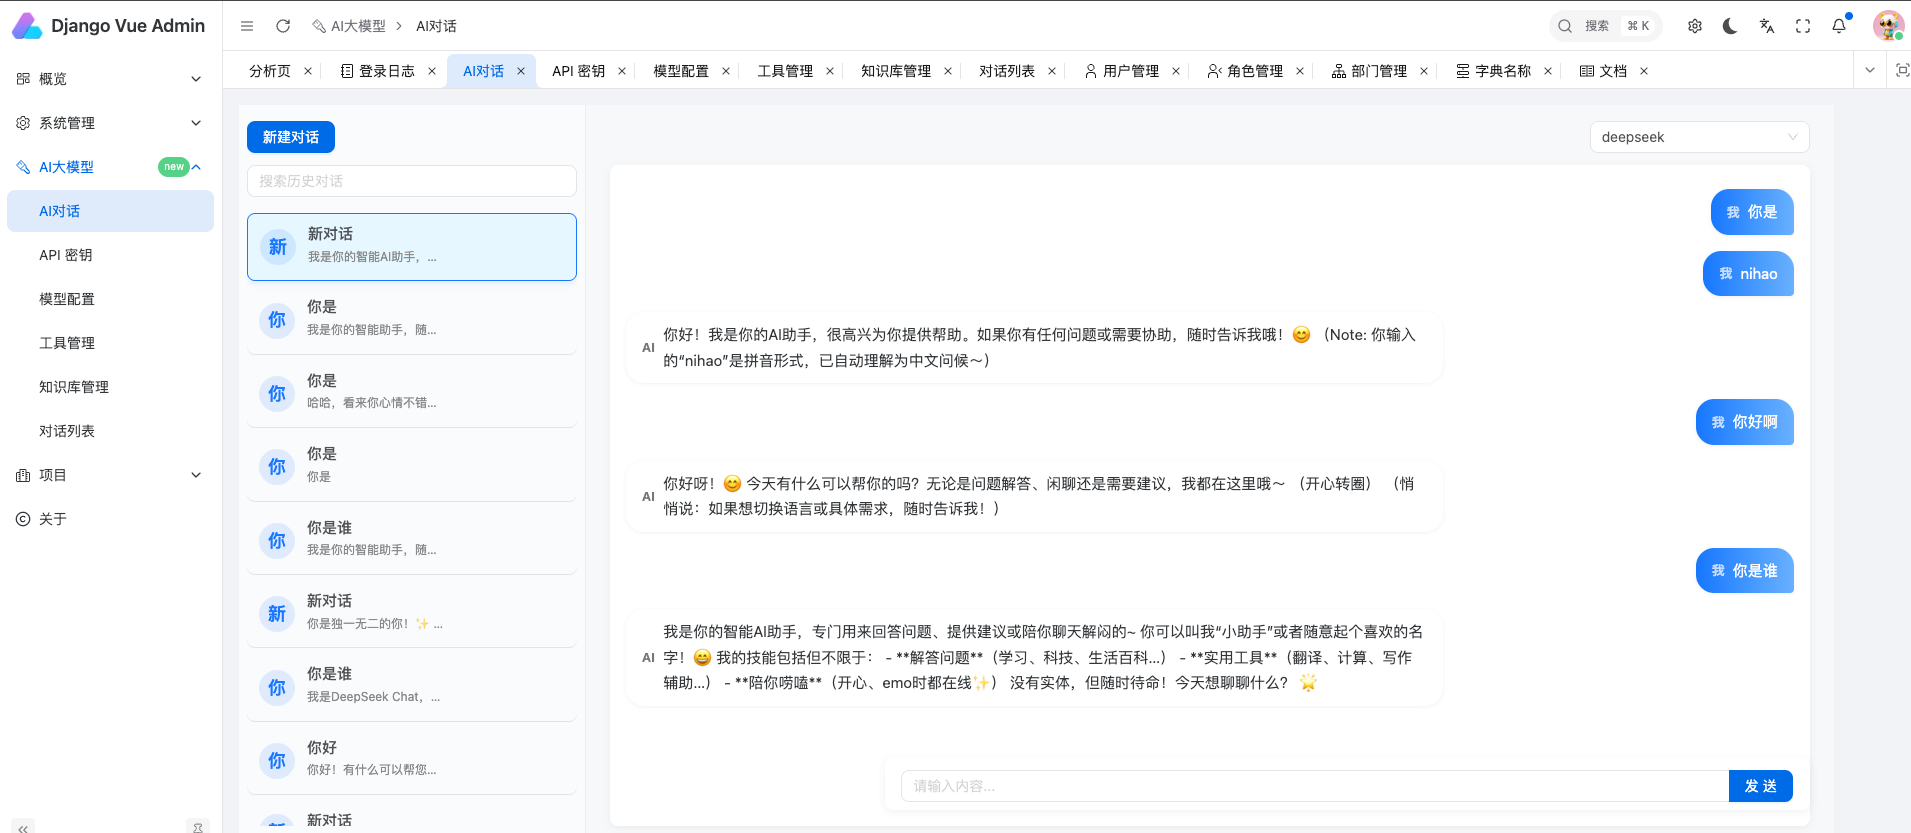 Django Vue Admin
AI大模型 > AI对话
搜索 ⌘ K
分析页 × 登录日志 × AI对话 × API 密钥 × 模型配置 × 工具管理 × 知识库管理 × 对话列表 × 用户管理 × 角色管理 × 部门管理 × 字典名称 × 文档 ×
概览
系统管理
AI大模型 new
AI对话
API 密钥
模型配置
工具管理
知识库管理
对话列表
项目
关于
新建对话
搜索历史对话
新 新对话
我是你的智能AI助手，...
你 你是
我是你的智能助手，随...
你 你是
哈哈，看来你心情不错...
你 你是
你是
你 你是谁
我是你的智能助手，随...
新 新对话
你是独一无二的你！✨ ...
你 你是谁
我是DeepSeek Chat，...
你 你好
你好！有什么可以帮您...
新 新对话
deepseek
我 你是
我 nihao
AI 你好！我是你的AI助手，很高兴为你提供帮助。如果你有任何问题或需要协助，随时告诉我哦！😊 （Note: 你输入
的“nihao”是拼音形式，已自动理解为中文问候～）
我 你好啊
AI 你好呀！😊 今天有什么可以帮你的吗？无论是问题解答、闲聊还是需要建议，我都在这里哦～ （开心转圈） （悄
悄说：如果想切换语言或具体需求，随时告诉我！）
我 你是谁
AI 我是你的智能AI助手，专门用来回答问题、提供建议或陪你聊天解闷的~ 你可以叫我“小助手”或者随意起个喜欢的名
字！😄 我的技能包括但不限于： - **解答问题**（学习、科技、生活百科...） - **实用工具**（翻译、计算、写作
辅助...） - **陪你唠嗑**（开心、emo时都在线✨） 没有实体，但随时待命！今天想聊聊什么？ 🌟
请输入内容...
发 送